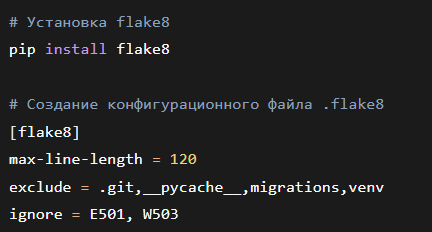 # Установка flake8
pip install flake8
# Создание конфигурационного файла .flake8
[flake8]
max-line-length = 120
exclude = .git,__pycache__,migrations,venv
ignore = E501, W503